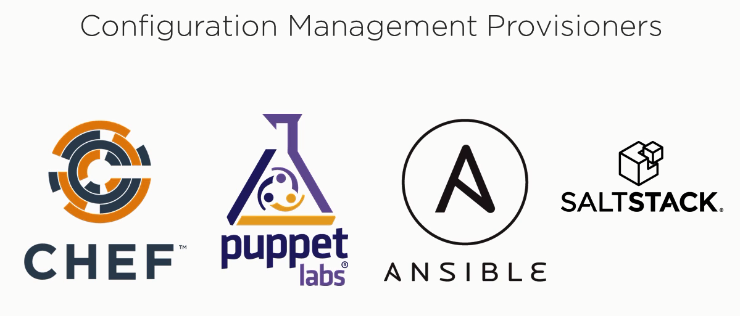 Configuration Management Provisioners
CHEF™
puppet
labs®
ANSIBLE
SALTSTACK®